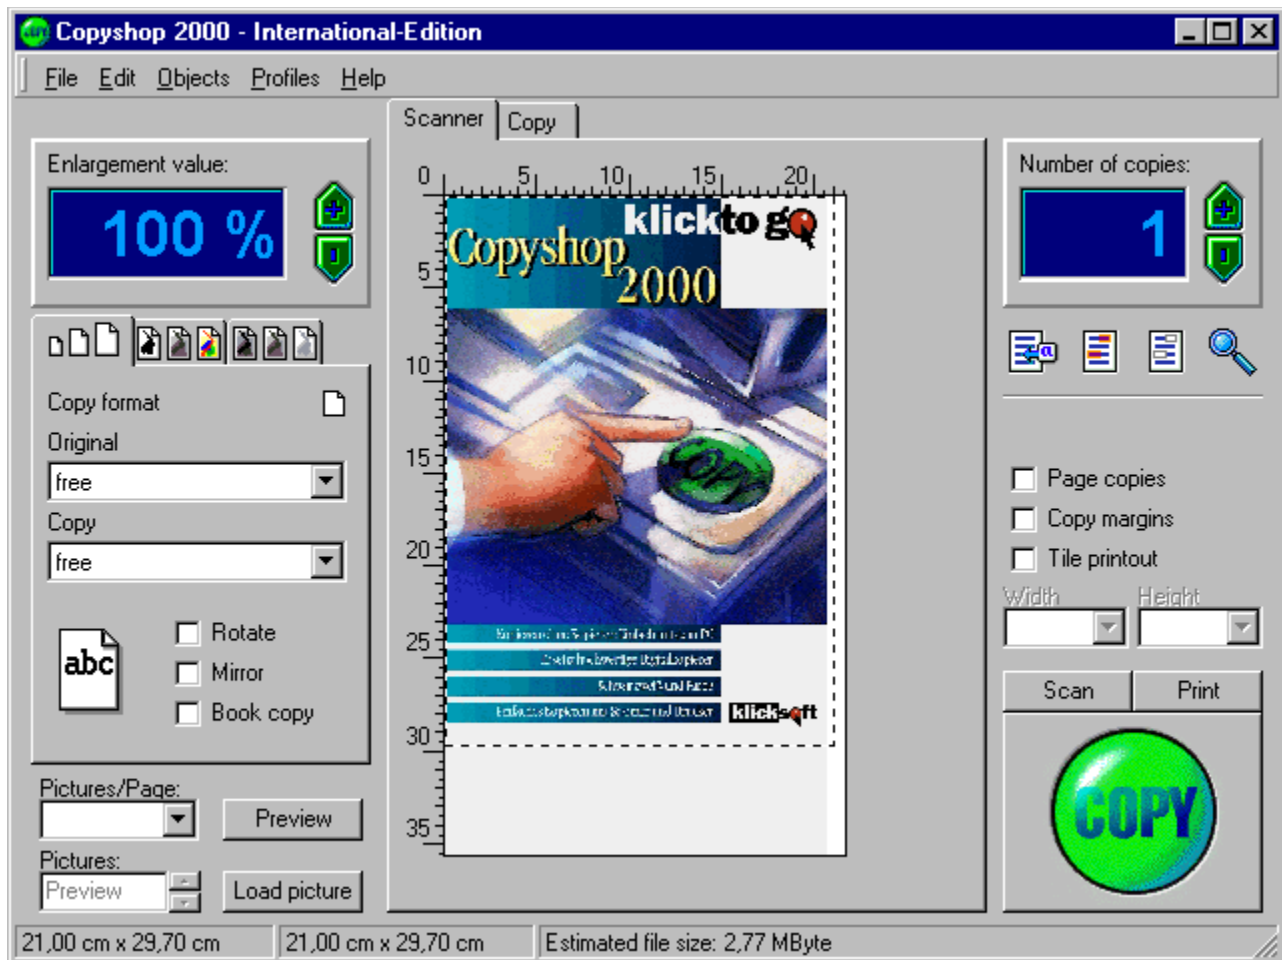 Copyshop 2000 - International-Edition
File Edit Objects Profiles Help
Scanner Copy
Enlargement value:
100 %
Number of copies:
1
0 5 10 15 20
5
10
15
20
25
30
35
klick to go
Copyshop
2000
COPY
klicksoft
Copy format
Original
free
Copy
free
abc
Rotate
Mirror
Book copy
Pictures/Page:
Preview
Pictures:
Preview
Load picture
a
Page copies
Copy margins
Tile printout
Width Height
Scan Print
COPY
21,00 cm x 29,70 cm 21,00 cm x 29,70 cm Estimated file size: 2,77 MByte